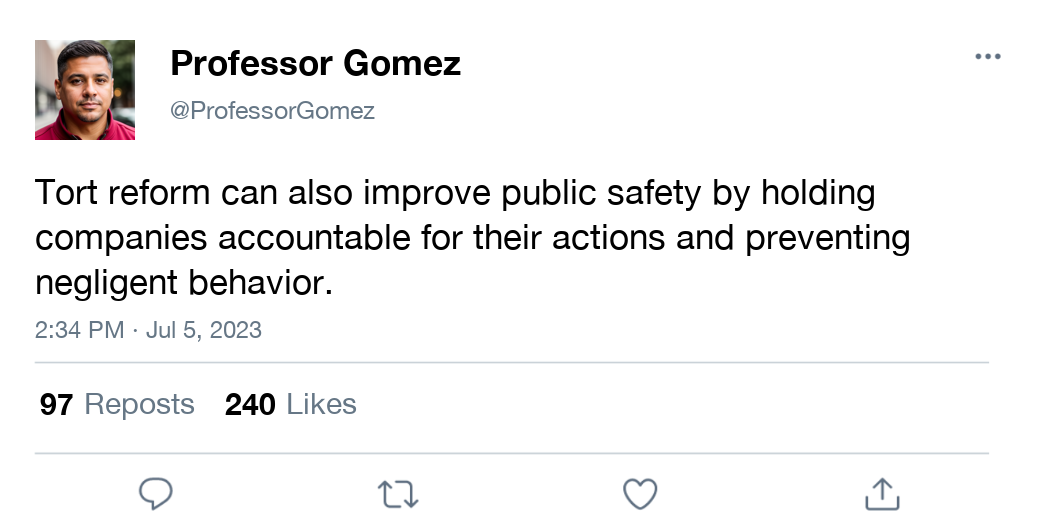 Professor Gomez
@ProfessorGomez
Tort reform can also improve public safety by holding
companies accountable for their actions and preventing
negligent behavior.
2:34 PM · Jul 5, 2023
97 Reposts 240 Likes